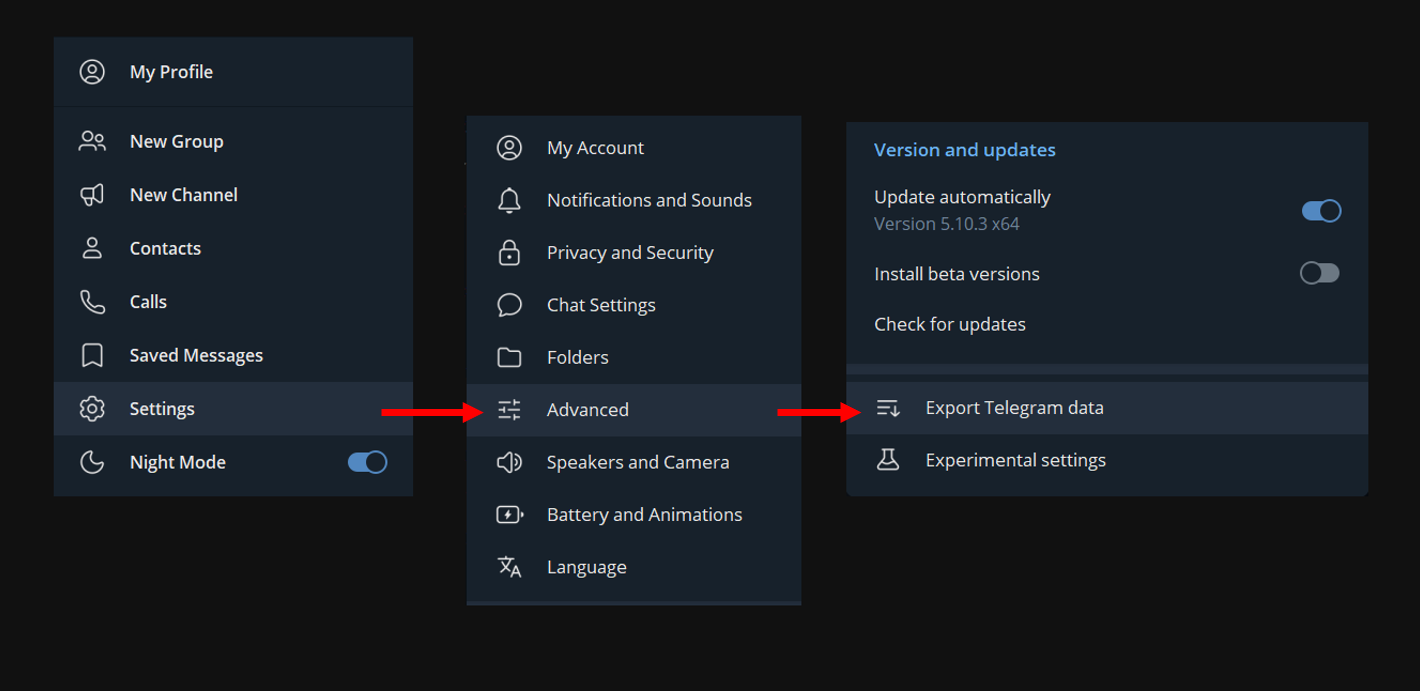 My Profile
New Group
New Channel
Contacts
Calls
Saved Messages
Settings
Night Mode
My Account
Notifications and Sounds
Privacy and Security
Chat Settings
Folders
Advanced
Speakers and Camera
Battery and Animations
Language
Version and updates
Update automatically
Version 5.10.3 x64
Install beta versions
Check for updates
Export Telegram data
Experimental settings